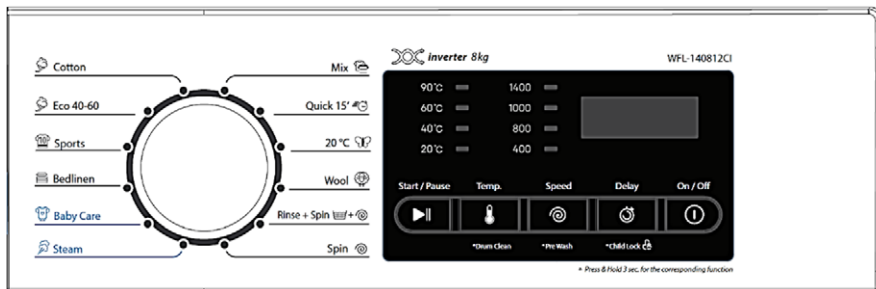 inverter 8kg
WFL-140812CI
Cotton
Eco 40-60
Sports
Bedlinen
Baby Care
Steam
Mix
Quick 15'
20°C
Wool
Rinse + Spin
Spin
90°C
60°C
40°C
20°C
1400
1000
800
400
Start / Pause
Temp.
Speed
Delay
On / Off
*Drum Clean
*Pre Wash
*Child Lock
* Press & Hold 3 sec. for the corresponding function